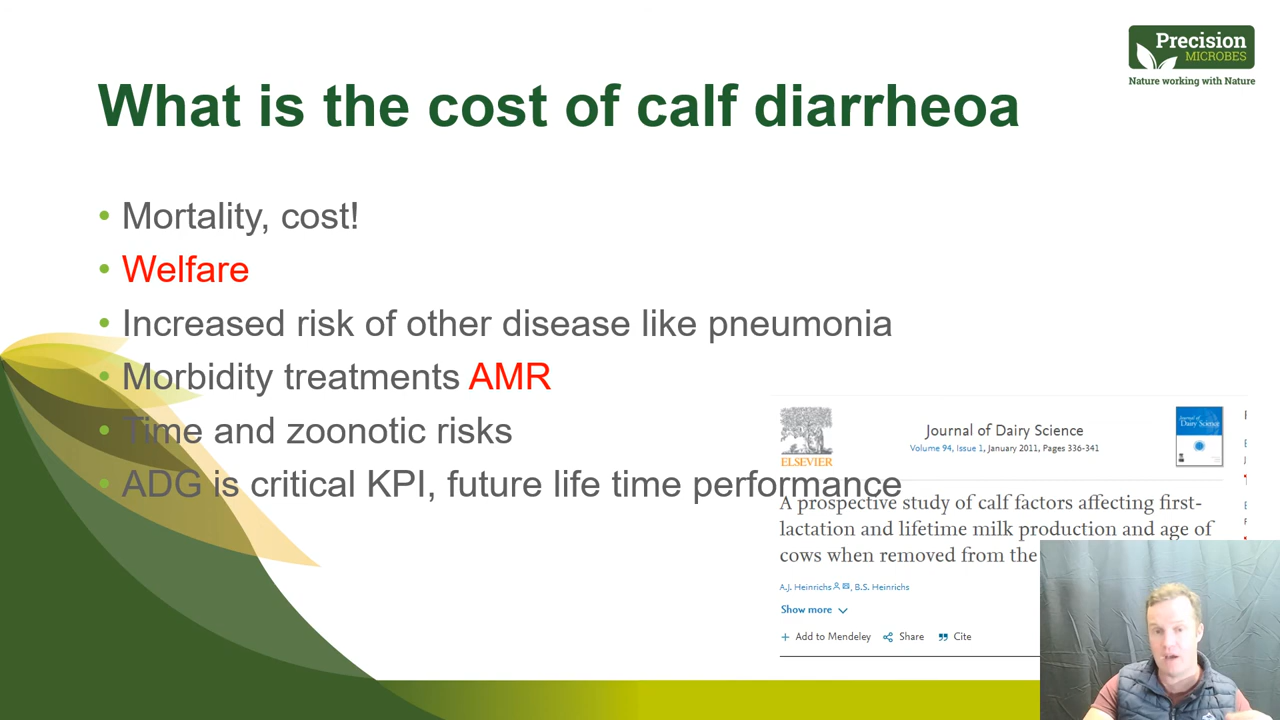 Precision
MICROBES
Nature working with Nature
What is the cost of calf diarrheoa
• Mortality, cost!
• Welfare
• Increased risk of other disease like pneumonia
• Morbidity treatments AMR
• Time and zoonotic risks
• ADG is critical KPI, future life time performance
ELSEVIER
Journal of Dairy Science
Volume 94, Issue 1, January 2011, Pages 336-341
Journal of
Dairy Science
A prospective study of calf factors affecting first-
lactation and lifetime milk production and age of
cows when removed from the
A.J. Heinrichs, B.S. Heinrichs
Show more
+ Add to Mendeley Share Cite